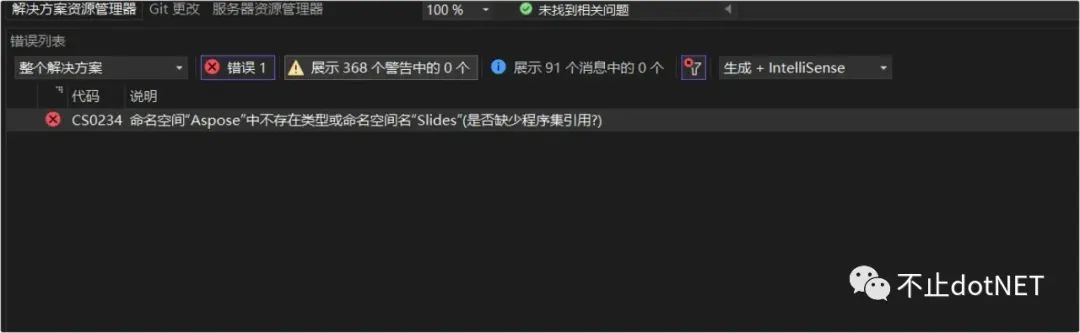 解决方案资源管理器 Git 更改 服务器资源管理器 100 % 未找到相关问题
错误列表
整个解决方案 错误 1 展示 368 个警告中的 0 个 展示 91 个消息中的 0 个 生成 + IntelliSense
代码 说明
CS0234 命名空间“Aspose”中不存在类型或命名空间名“Slides”(是否缺少程序集引用?)
不止dotNET